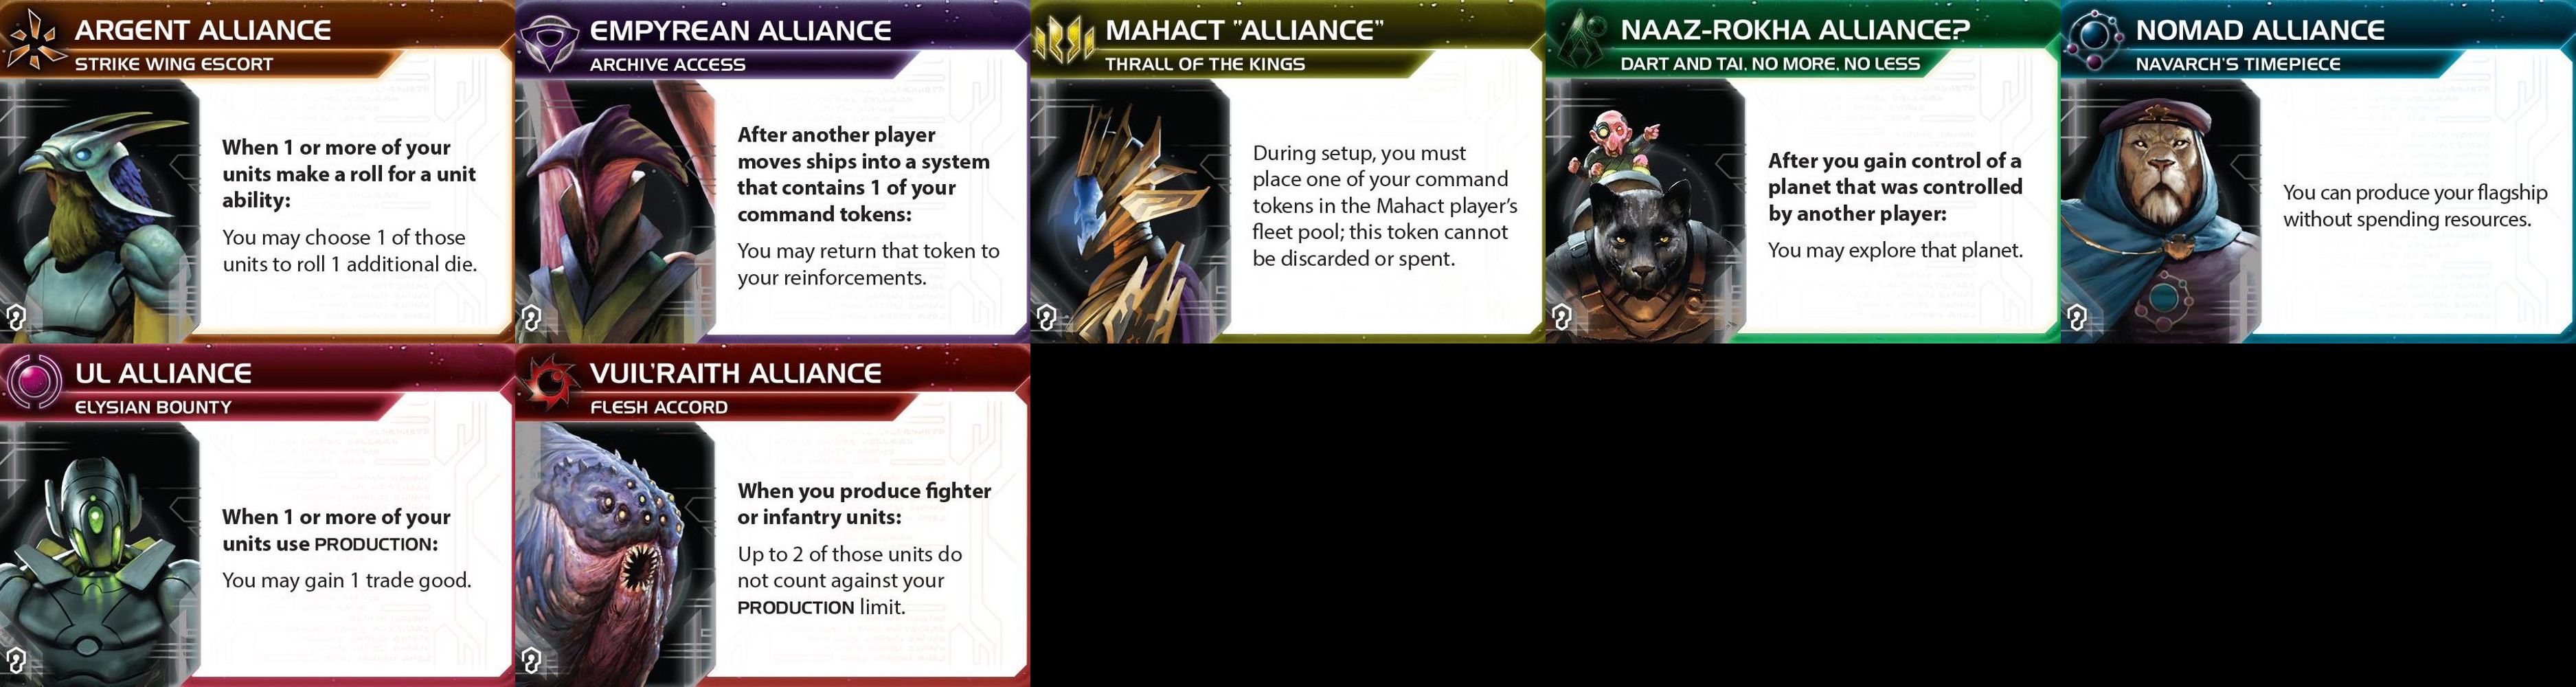 ARGENT ALLIANCE
STRIKE WING ESCORT
When 1 or more of your
units make a roll for a unit
ability:
You may choose 1 of those
units to roll 1 additional die.
EMPYREAN ALLIANCE
ARCHIVE ACCESS
After another player
moves ships into a system
that contains 1 of your
command tokens:
You may return that token to
your reinforcements.
MAHACT "ALLIANCE"
THRALL OF THE KINGS
During setup, you must
place one of your command
tokens in the Mahact player's
fleet pool; this token cannot
be discarded or spent.
NAAZ-ROKHA ALLIANCE?
DART AND TAI, NO MORE, NO LESS
After you gain control of a
planet that was controlled
by another player:
You may explore that planet.
NOMAD ALLIANCE
NAVARCH'S TIMEPIECE
You can produce your flagship
without spending resources.
UL ALLIANCE
ELYSIAN BOUNTY
When 1 or more of your
units use PRODUCTION:
You may gain 1 trade good.
VUIL'RAITH ALLIANCE
FLESH ACCORD
When you produce fighter
or infantry units:
Up to 2 of those units do
not count against your
PRODUCTION limit.